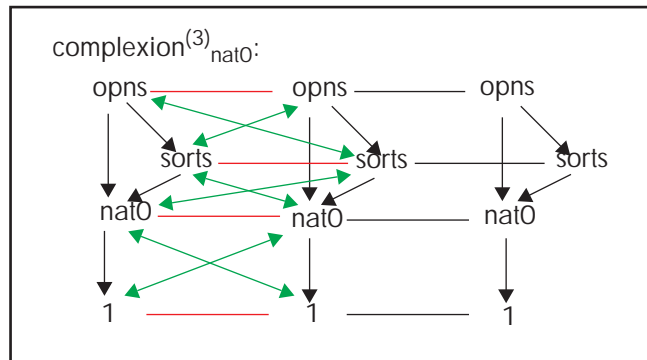 complexion(3)nat0:
opns opns opns
sorts sorts sorts
nat0 nat0 nat0
1 1 1